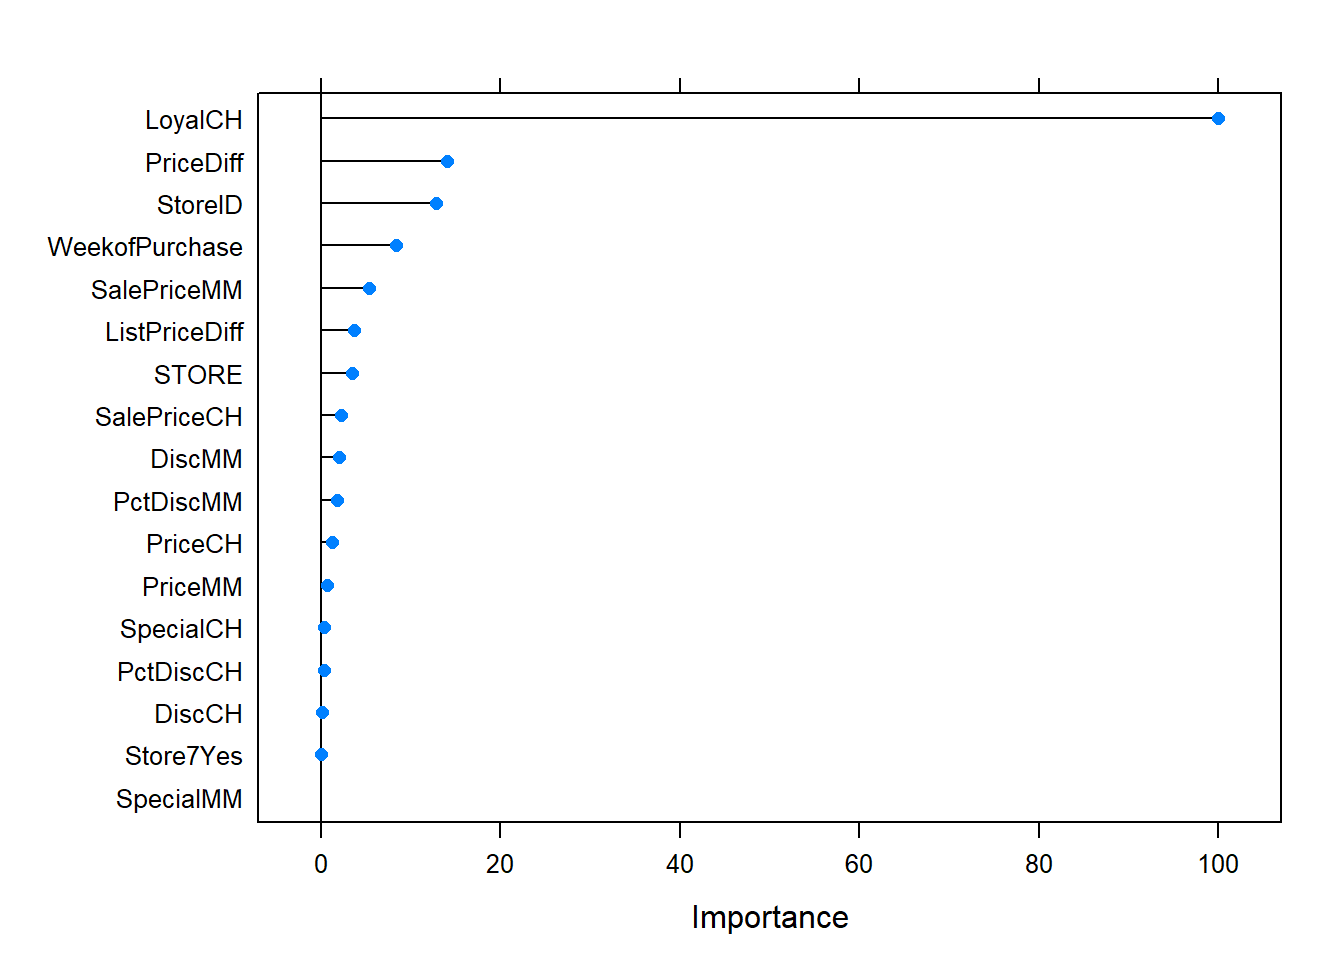 LoyalCH
PriceDiff
StoreID
WeekofPurchase
SalePriceMM
ListPriceDiff
STORE
SalePriceCH
DiscMM
PctDiscMM
PriceCH
PriceMM
SpecialCH
PctDiscCH
DiscCH
Store7Yes
SpecialMM
0 20 40 60 80 100
Importance